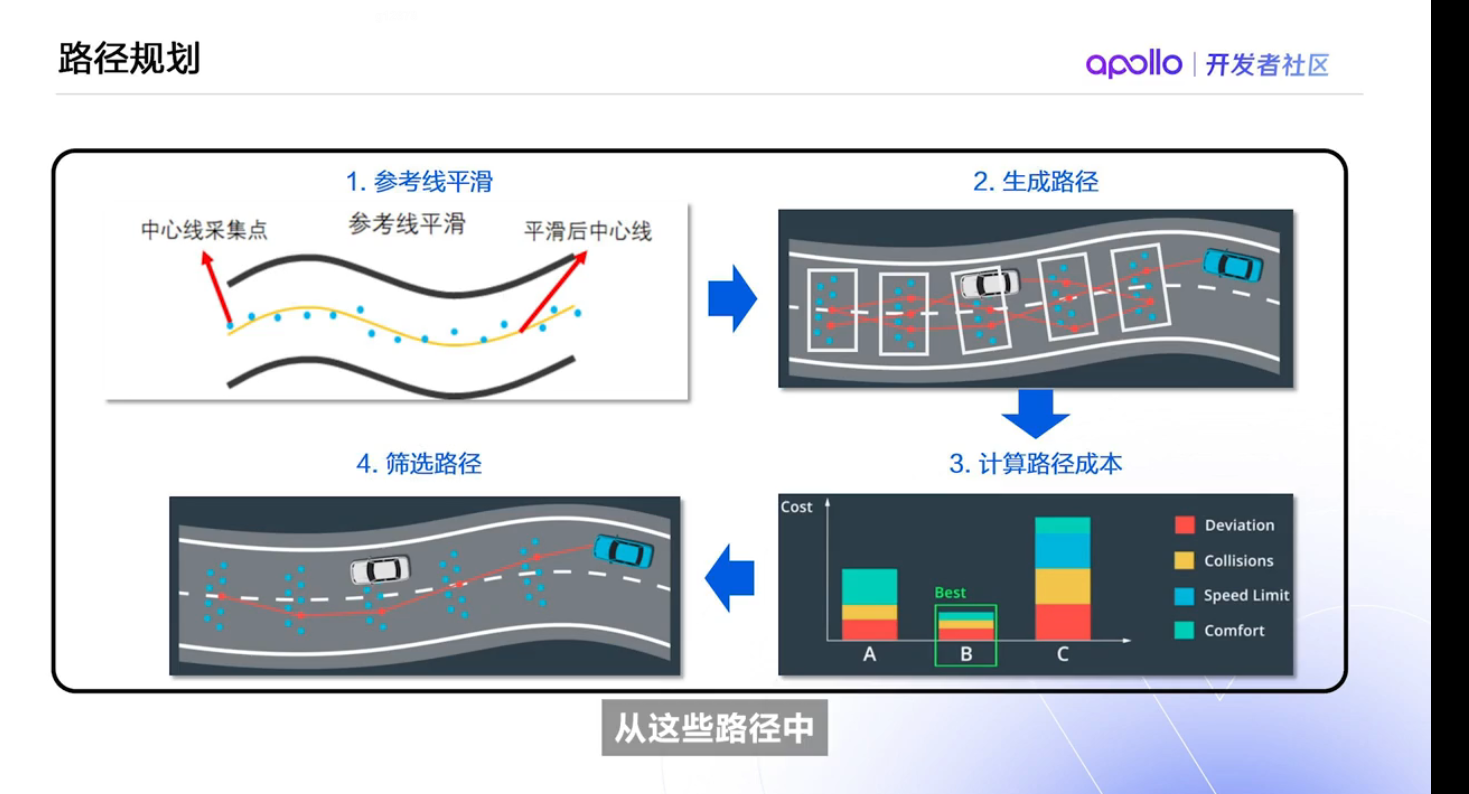 路径规划
apollo | 开发者社区
1. 参考线平滑
中心线采集点
参考线平滑
平滑后中心线
2. 生成路径
4. 筛选路径
3. 计算路径成本
Cost
Best
A
B
C
Deviation
Collisions
Speed Limit
Comfort
从这些路径中